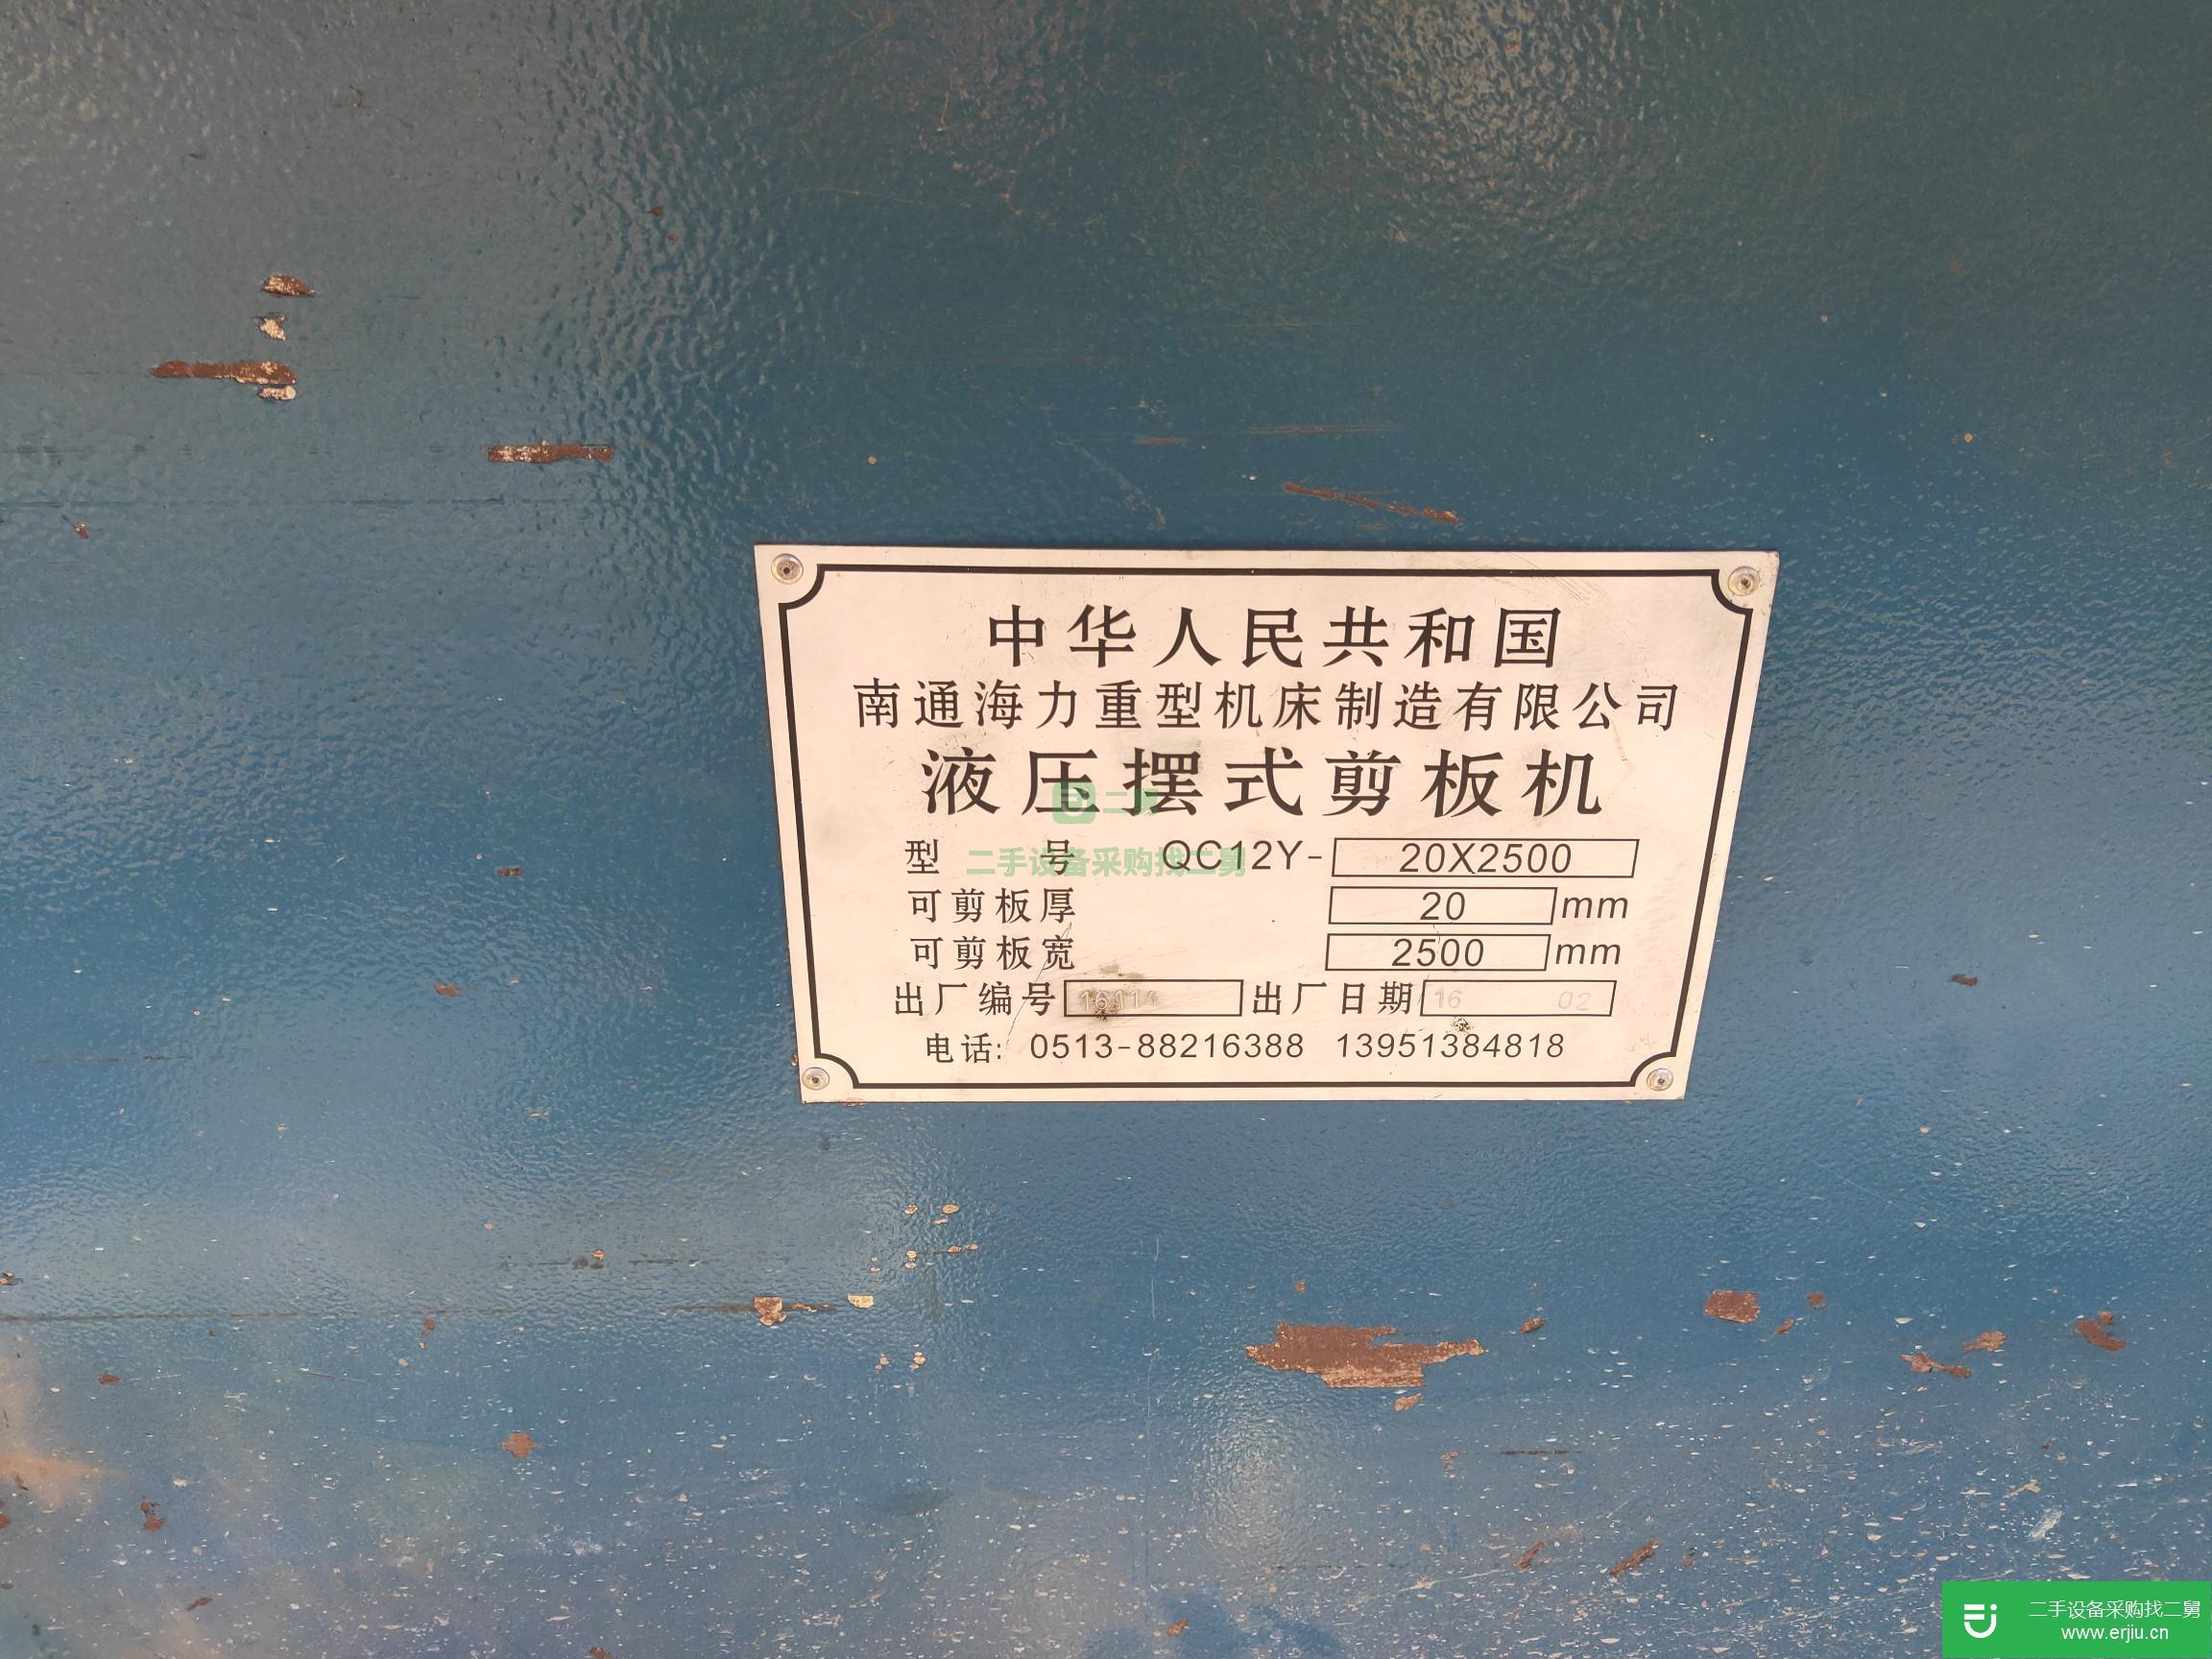 中华人民共和国
南通海力重型机床制造有限公司
液压摆式剪板机
型号 QC12Y-20X2500
可剪板厚 20 mm
可剪板宽 2500 mm
出厂编号 出厂日期 16 02
电话: 0513-88216388 13951384818
二手设备采购找二舅
二手设备采购找二舅
www.erjiu.cn